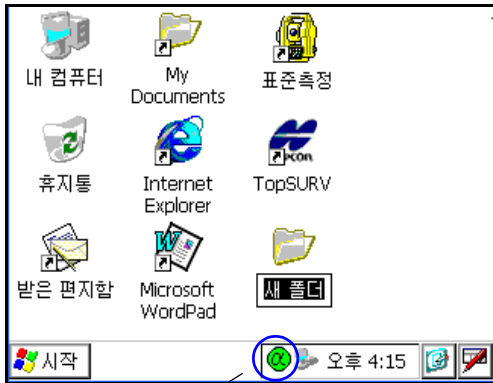 내 컴퓨터
My Documents
표준측정
휴지통
Internet Explorer
TopSURV
받은 편지함
Microsoft WordPad
새 폴더
시작
α
오후 4:15